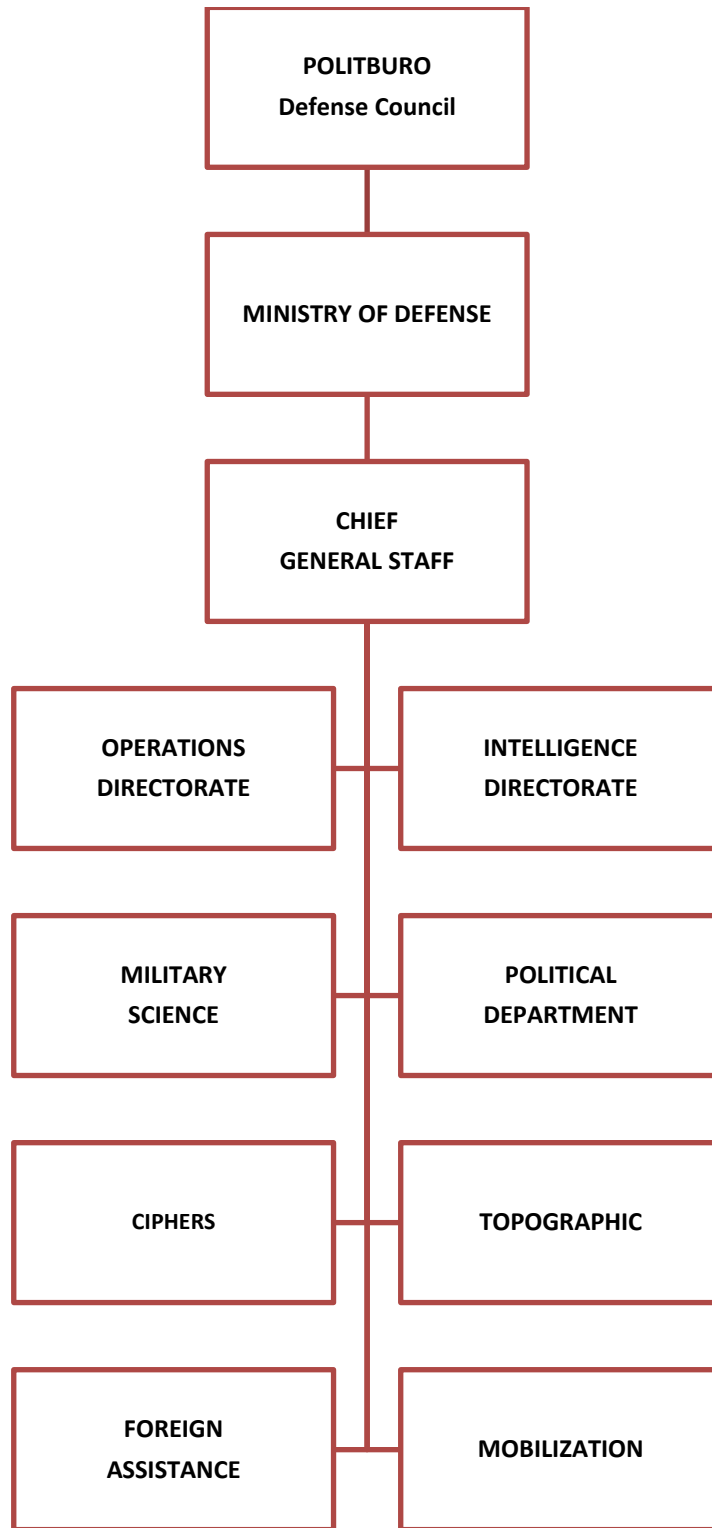 POLITBURO
Defense Council
MINISTRY OF DEFENSE
CHIEF
GENERAL STAFF
OPERATIONS
DIRECTORATE
INTELLIGENCE
DIRECTORATE
MILITARY
SCIENCE
POLITICAL
DEPARTMENT
CIPHERS
TOPOGRAPHIC
FOREIGN
ASSISTANCE
MOBILIZATION